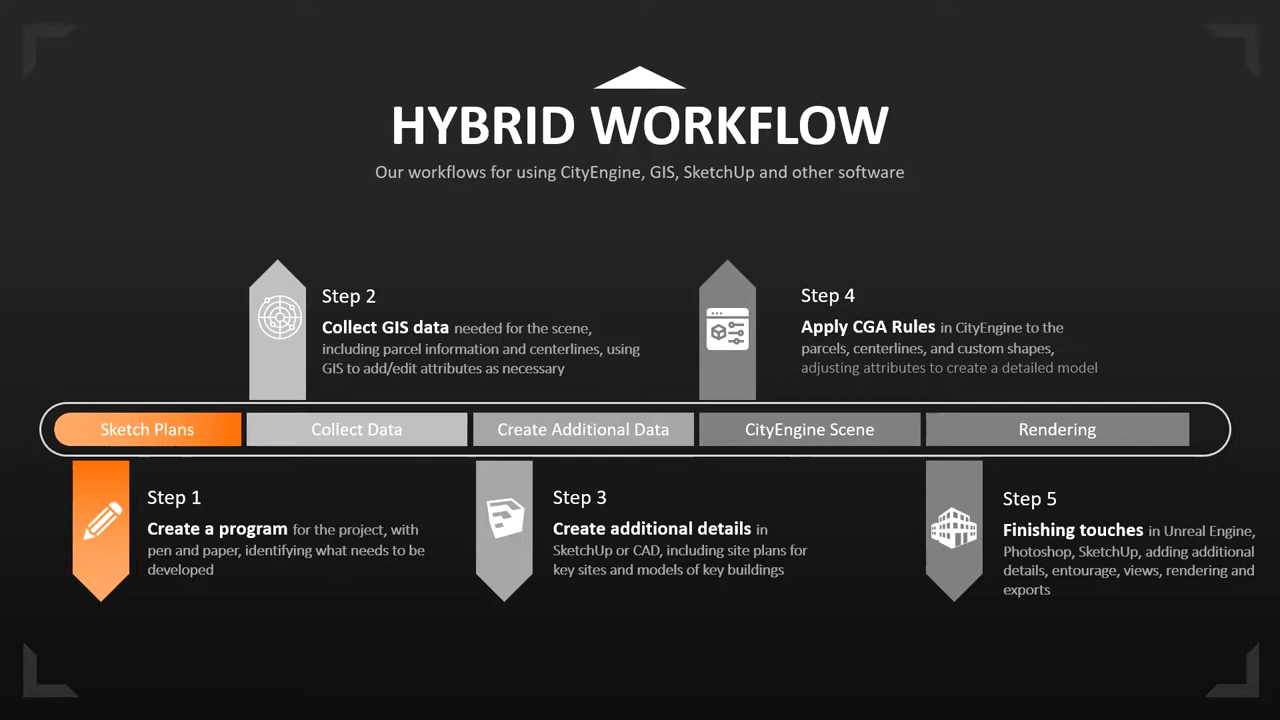 HYBRID WORKFLOW
Our workflows for using CityEngine, GIS, SketchUp and other software
Step 2
Collect GIS data needed for the scene,
including parcel information and centerlines, using
GIS to add/edit attributes as necessary
Step 4
Apply CGA Rules in CityEngine to the
parcels, centerlines, and custom shapes,
adjusting attributes to create a detailed model
Sketch Plans
Collect Data
Create Additional Data
CityEngine Scene
Rendering
Step 1
Create a program for the project, with
pen and paper, identifying what needs to be
developed
Step 3
Create additional details in
SketchUp or CAD, including site plans for
key sites and models of key buildings
Step 5
Finishing touches in Unreal Engine,
Photoshop, SketchUp, adding additional
details, entourage, views, rendering and
exports